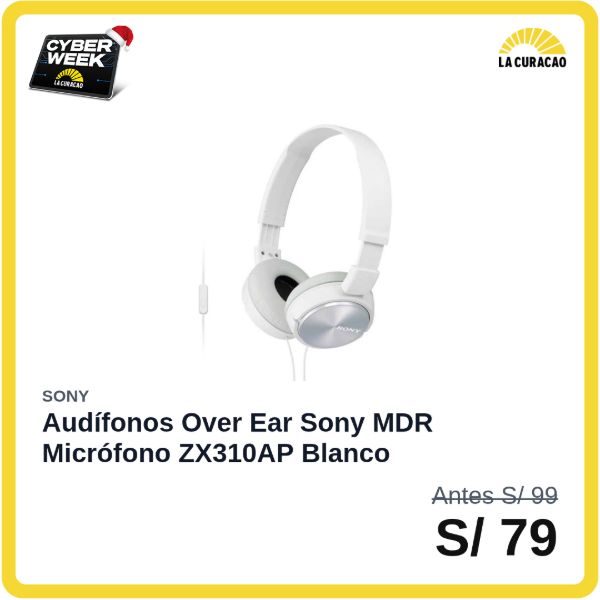 CYBER
WEEK
LA CURACAO
LA CURACAO
SONY
SONY
Audífonos Over Ear Sony MDR
Micrófono ZX310AP Blanco
Antes S/ 99
S/ 79